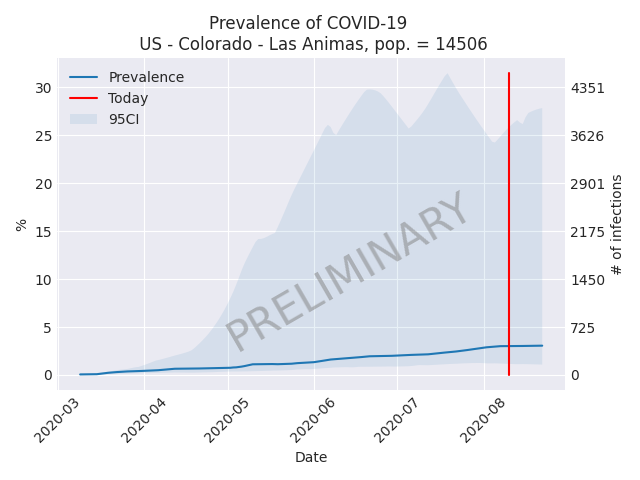 Prevalence of COVID-19
US - Colorado - Las Animas, pop. = 14506
Prevalence
Today
95CI
30
25
20
15
10
5
0
%
4351
3626
2901
2175
1450
725
0
# of infections
PRELIMINARY
2020-03
2020-04
2020-05
2020-06
2020-07
2020-08
Date